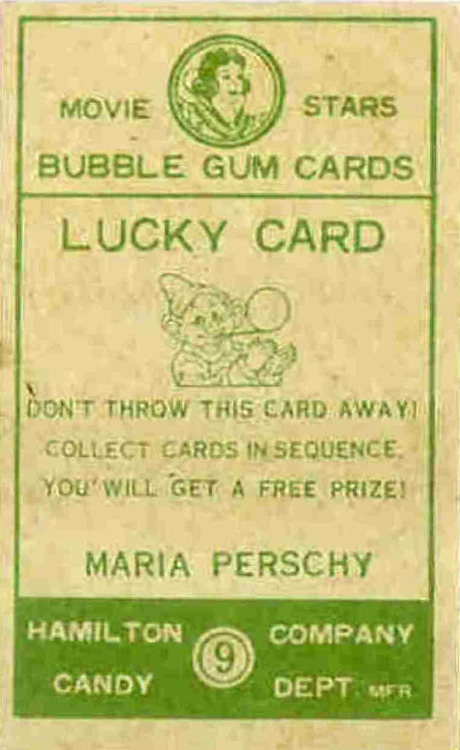 MOVIE STARS
BUBBLE GUM CARDS
LUCKY CARD
DON'T THROW THIS CARD AWAY!
COLLECT CARDS IN SEQUENCE.
YOU'WILL GET A FREE PRIZE!
MARIA PERSCHY
HAMILTON 9 COMPANY
CANDY DEPT. MFR